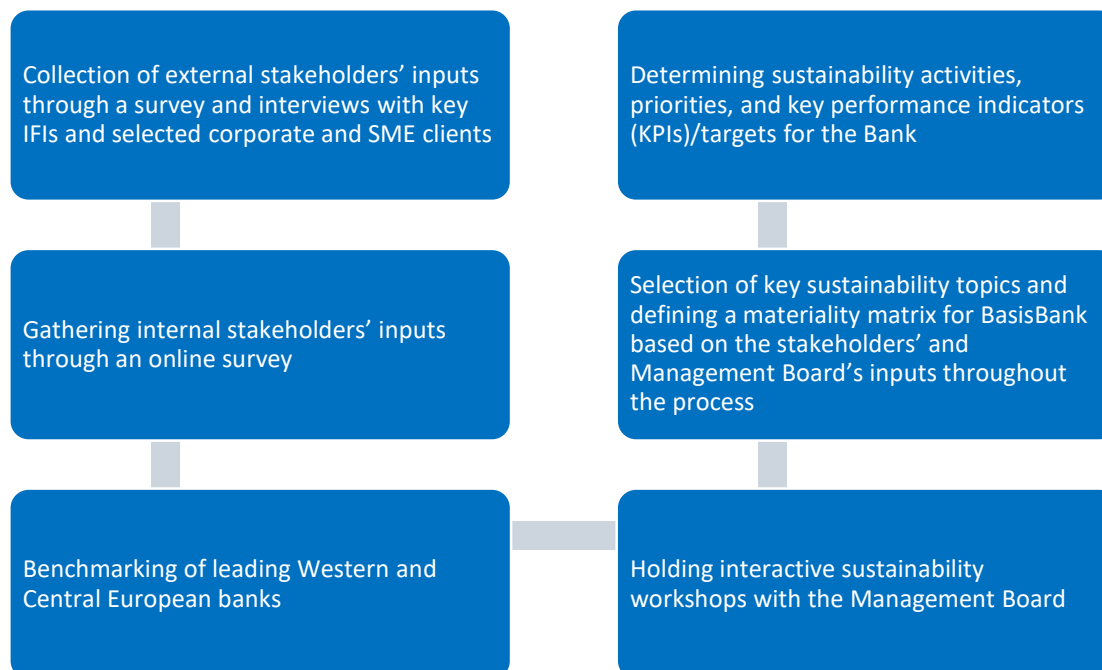 Collection of external stakeholders’ inputs
through a survey and interviews with key
IFIs and selected corporate and SME clients
Gathering internal stakeholders’ inputs
through an online survey
Benchmarking of leading Western and
Central European banks
Holding interactive sustainability
workshops with the Management Board
Selection of key sustainability topics and
defining a materiality matrix for BasisBank
based on the stakeholders’ and
Management Board’s inputs throughout
the process
Determining sustainability activities,
priorities, and key performance indicators
(KPIs)/targets for the Bank